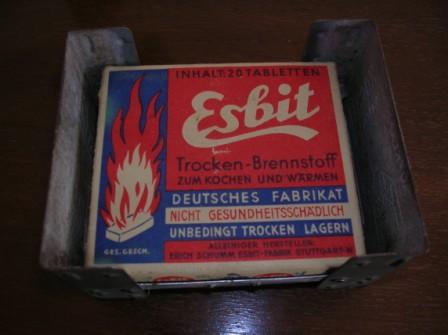 INHALT: 20 TABLETTEN
Esbit
Trocken-Brennstoff
ZUM KOCHEN UND WÄRMEN
DEUTSCHES FABRIKAT
NICHT GESUNDHEITSSCHÄDLICH
UNBEDINGT TROCKEN LAGERN
GES. GESCH.
ALLEINIGER HERSTELLER:
ERICH SCHUMM ESBIT-FABRIK STUTTGART-W